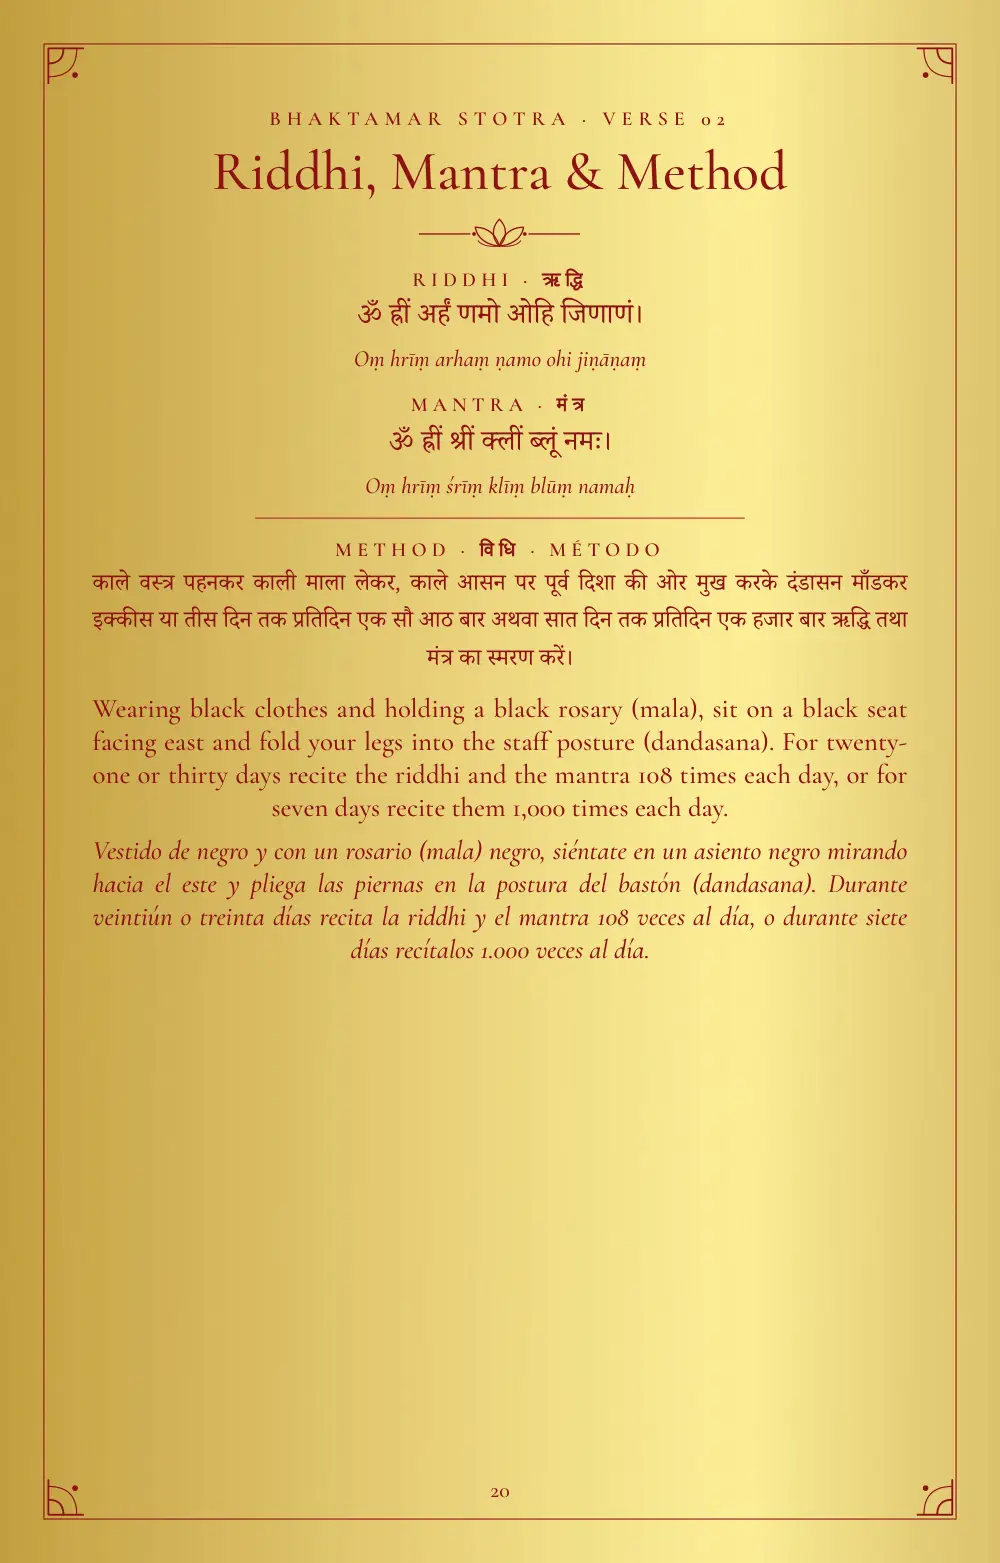 BHAKTAMAR STOTRA · VERSE 02
Riddhi, Mantra & Method
RIDDHI · ऋद्धि
ॐ ह्रीं अर्हं णमो ओहि जिणाणं।
Oṃ hrīṃ arhaṃ ṇamo ohi jiṇāṇaṃ
MANTRA · मंत्र
ॐ ह्रीं श्रीं क्लीं ब्लूं नमः।
Oṃ hrīṃ śrīṃ klīṃ blūṃ namaḥ
METHOD · विधि · MÉTODO
काले वस्त्र पहनकर काली माला लेकर, काले आसन पर पूर्व दिशा की ओर मुख करके दंडासन माँडकर
इक्कीस या तीस दिन तक प्रतिदिन एक सौ आठ बार अथवा सात दिन तक प्रतिदिन एक हजार बार ऋद्धि तथा
मंत्र का स्मरण करें।
Wearing black clothes and holding a black rosary (mala), sit on a black seat
facing east and fold your legs into the staff posture (dandasana). For twenty-
one or thirty days recite the riddhi and the mantra 108 times each day, or for
seven days recite them 1,000 times each day.
Vestido de negro y con un rosario (mala) negro, siéntate en un asiento negro mirando
hacia el este y pliega las piernas en la postura del bastón (dandasana). Durante
veintiún o treinta días recita la riddhi y el mantra 108 veces al día, o durante siete
días recítalos 1.000 veces al día.
20